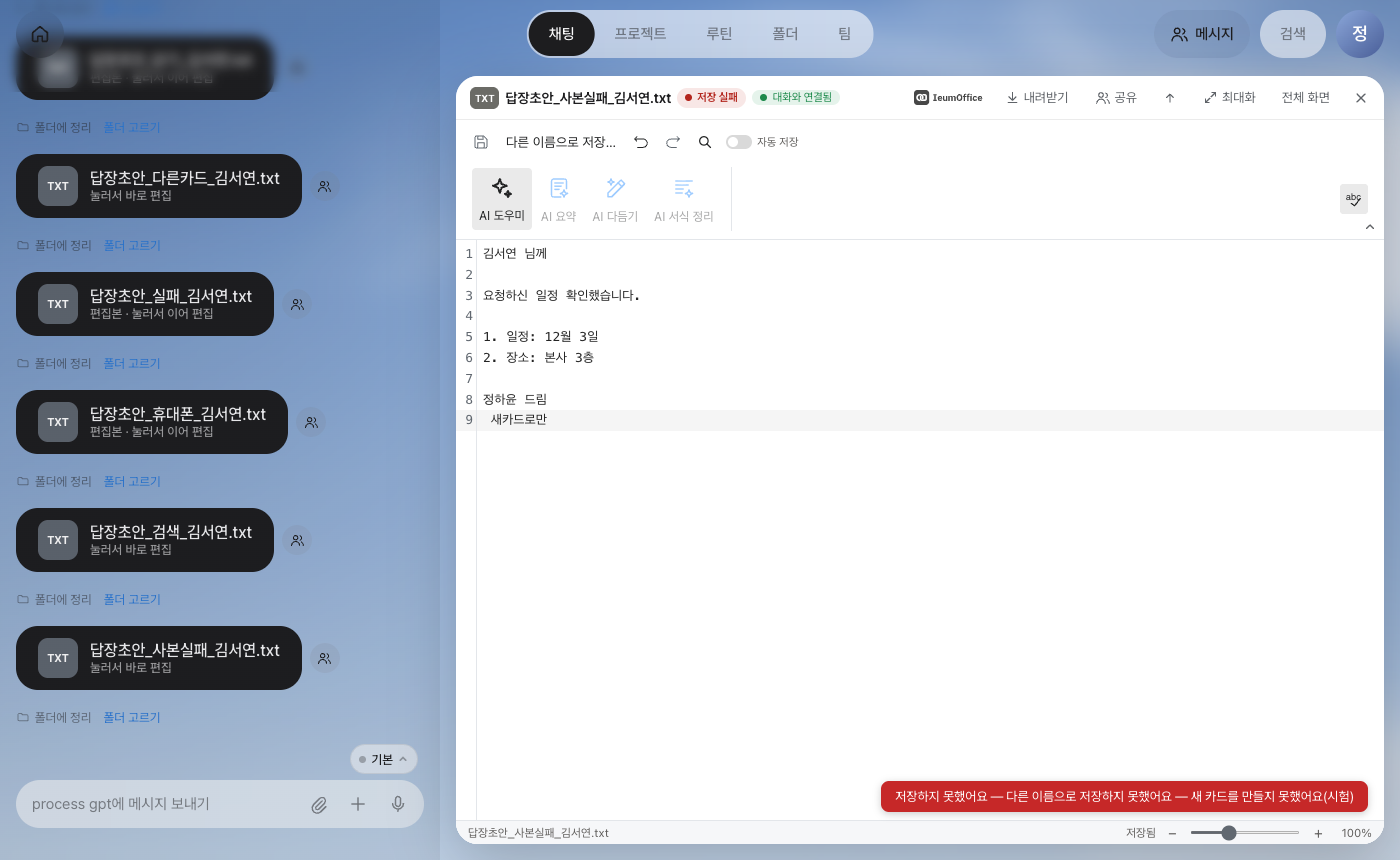 채팅
프로젝트
루틴
폴더
팀
메시지
검색
정
폴더에 정리 폴더 고르기
TXT
답장초안_다른카드_김서연.txt
눌러서 바로 편집
폴더에 정리 폴더 고르기
TXT
답장초안_실패_김서연.txt
편집본 · 눌러서 이어 편집
폴더에 정리 폴더 고르기
TXT
답장초안_휴대폰_김서연.txt
편집본 · 눌러서 이어 편집
폴더에 정리 폴더 고르기
TXT
답장초안_검색_김서연.txt
눌러서 바로 편집
폴더에 정리 폴더 고르기
TXT
답장초안_사본실패_김서연.txt
눌러서 바로 편집
폴더에 정리 폴더 고르기
기본
process gpt에 메시지 보내기
TXT 답장초안_사본실패_김서연.txt 저장 실패 대화와 연결됨 IeumOffice 내려받기 공유 최대화 전체 화면
다른 이름으로 저장... 자동 저장
AI 도우미 AI 요약 AI 다듬기 AI 서식 정리 abc
1 김서연 님께
2
3 요청하신 일정 확인했습니다.
4
5 1. 일정: 12월 3일
6 2. 장소: 본사 3층
7
8 정하윤 드림
9 새카드로만
저장하지 못했어요 — 다른 이름으로 저장하지 못했어요 — 새 카드를 만들지 못했어요(시험)
답장초안_사본실패_김서연.txt 저장됨 100%